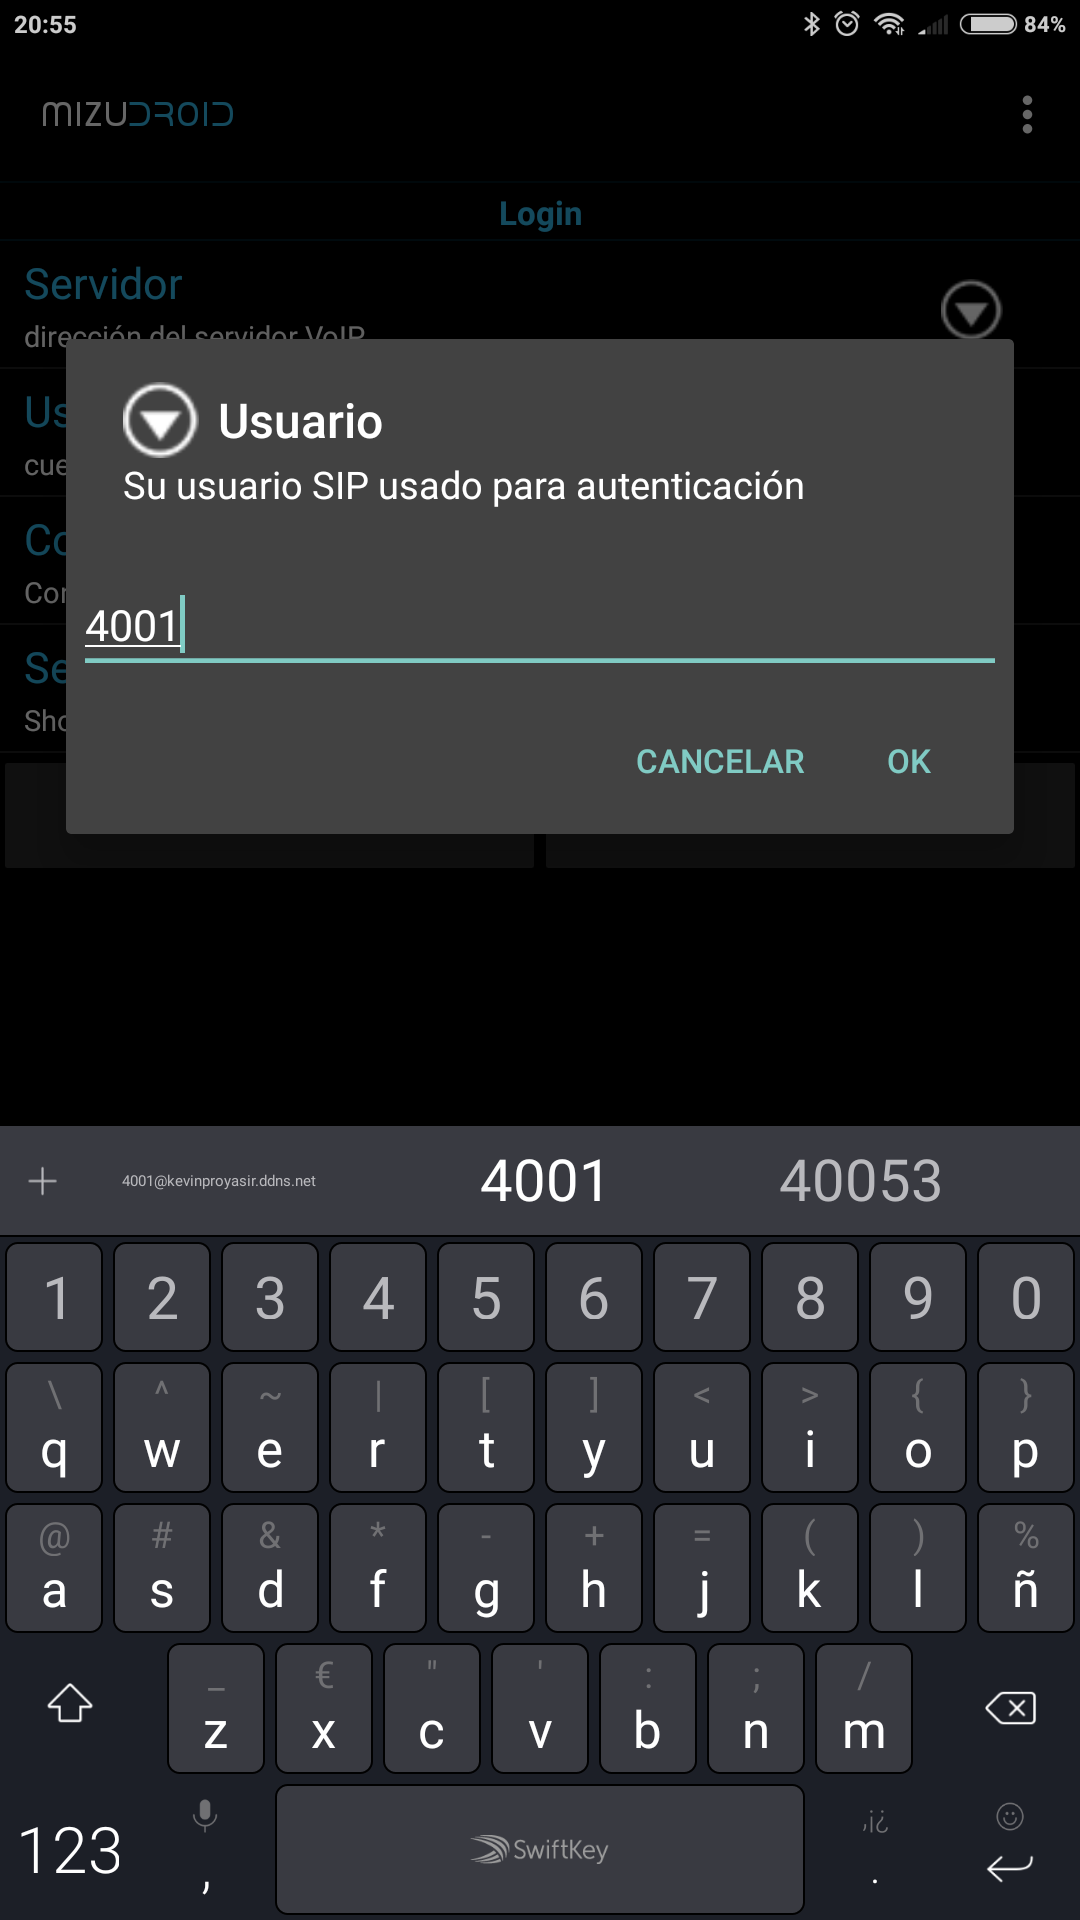 20:55 84%
MIZUDROID
Login
Servidor
dirección del servidor VoIP
Us
cue
Co
Con
Se
Sho
Usuario
Su usuario SIP usado para autenticación
4001
CANCELAR OK
4001@kevinproyasir.ddns.net 4001 40053
1 2 3 4 5 6 7 8 9 0
\ ^ ~ | [ ] < > { }
q w e r t y u i o p
@ # & * - + = ( ) %
a s d f g h j k l ñ
_ € " ' : ; /
z x c v b n m
123 , SwiftKey ,¡¿ .